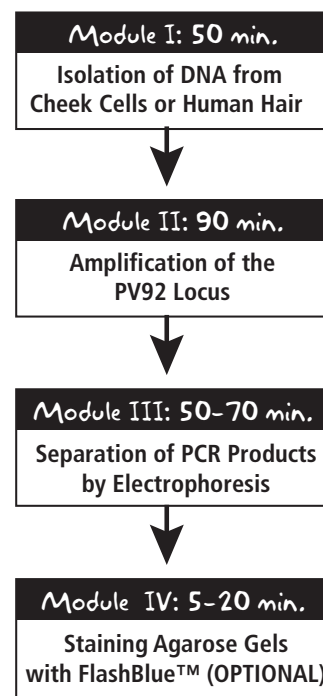 Module I: 50 min.
Isolation of DNA from
Cheek Cells or Human Hair
Module II: 90 min.
Amplification of the
PV92 Locus
Module III: 50-70 min.
Separation of PCR Products
by Electrophoresis
Module IV: 5-20 min.
Staining Agarose Gels
with FlashBlue™ (OPTIONAL)